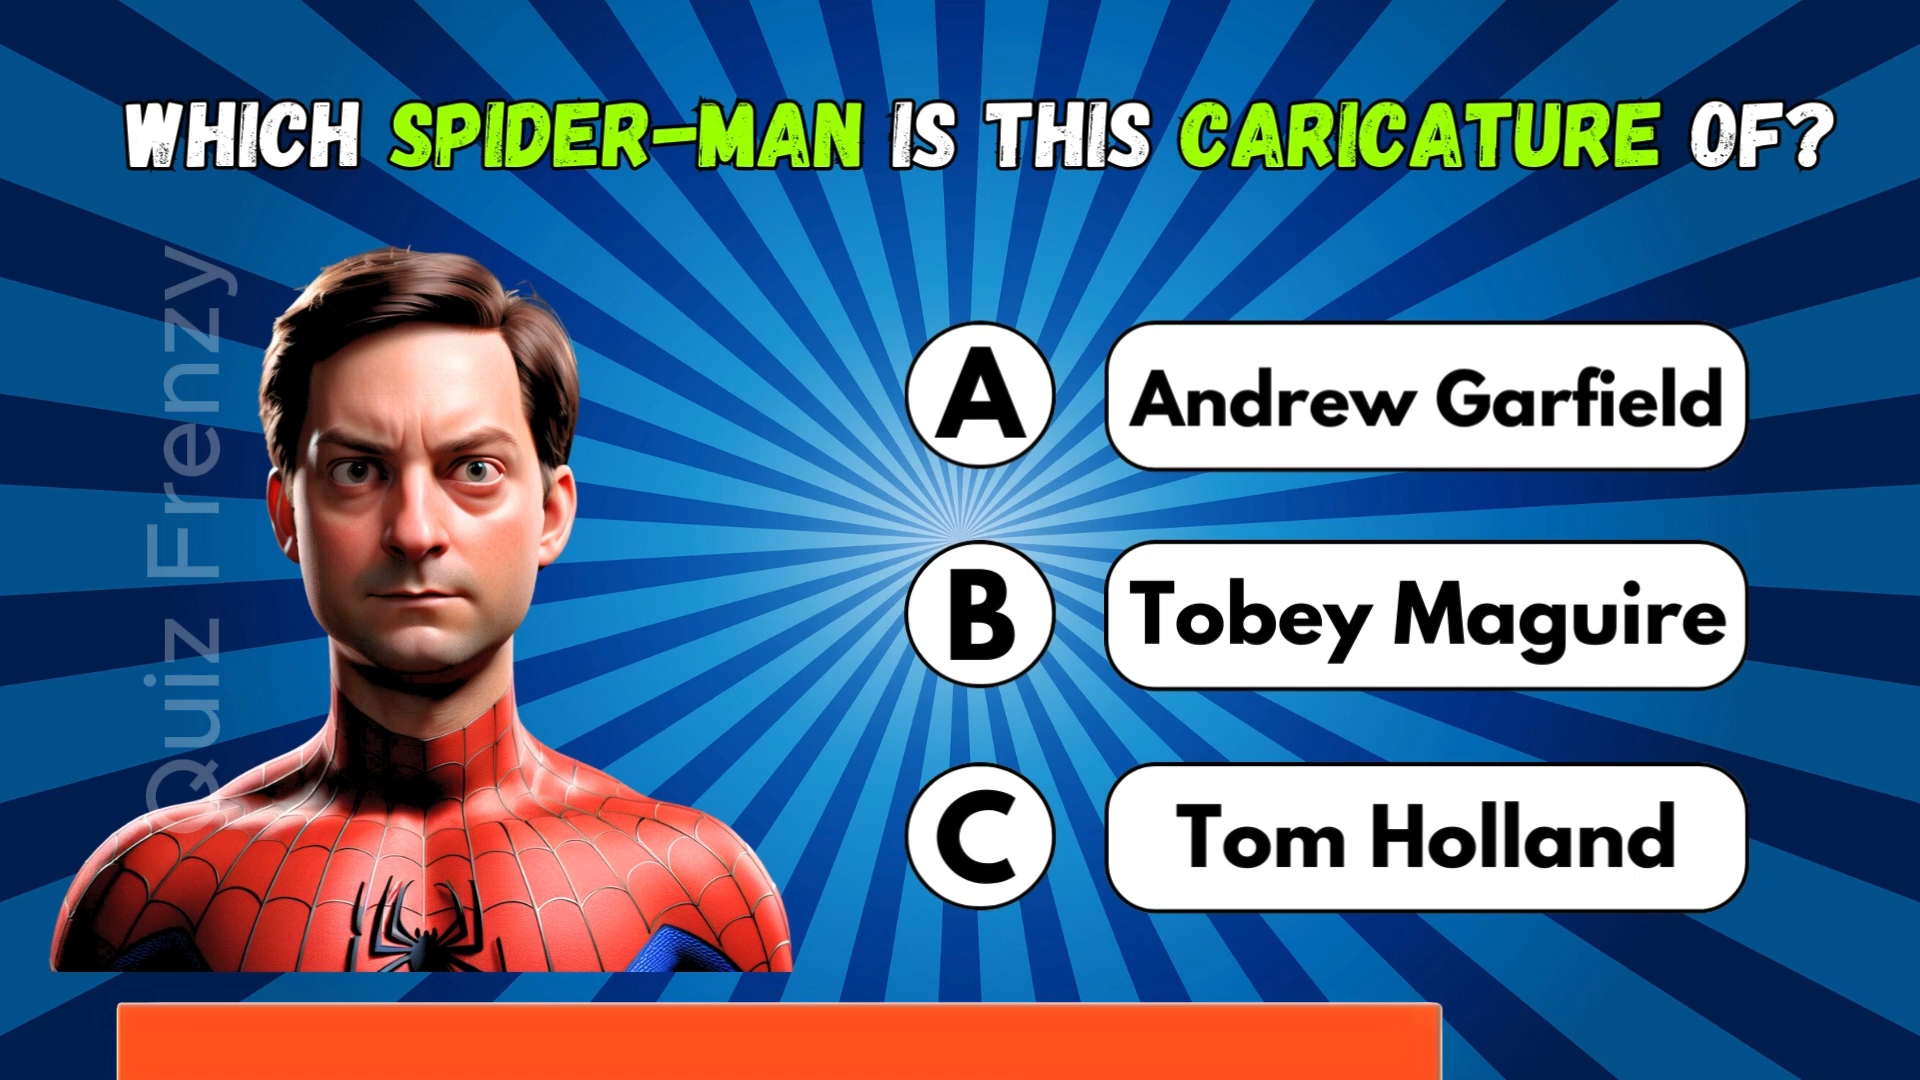 WHICH SPIDER-MAN IS THIS CARICATURE OF?
Quiz Frenzy
A Andrew Garfield
B Tobey Maguire
C Tom Holland